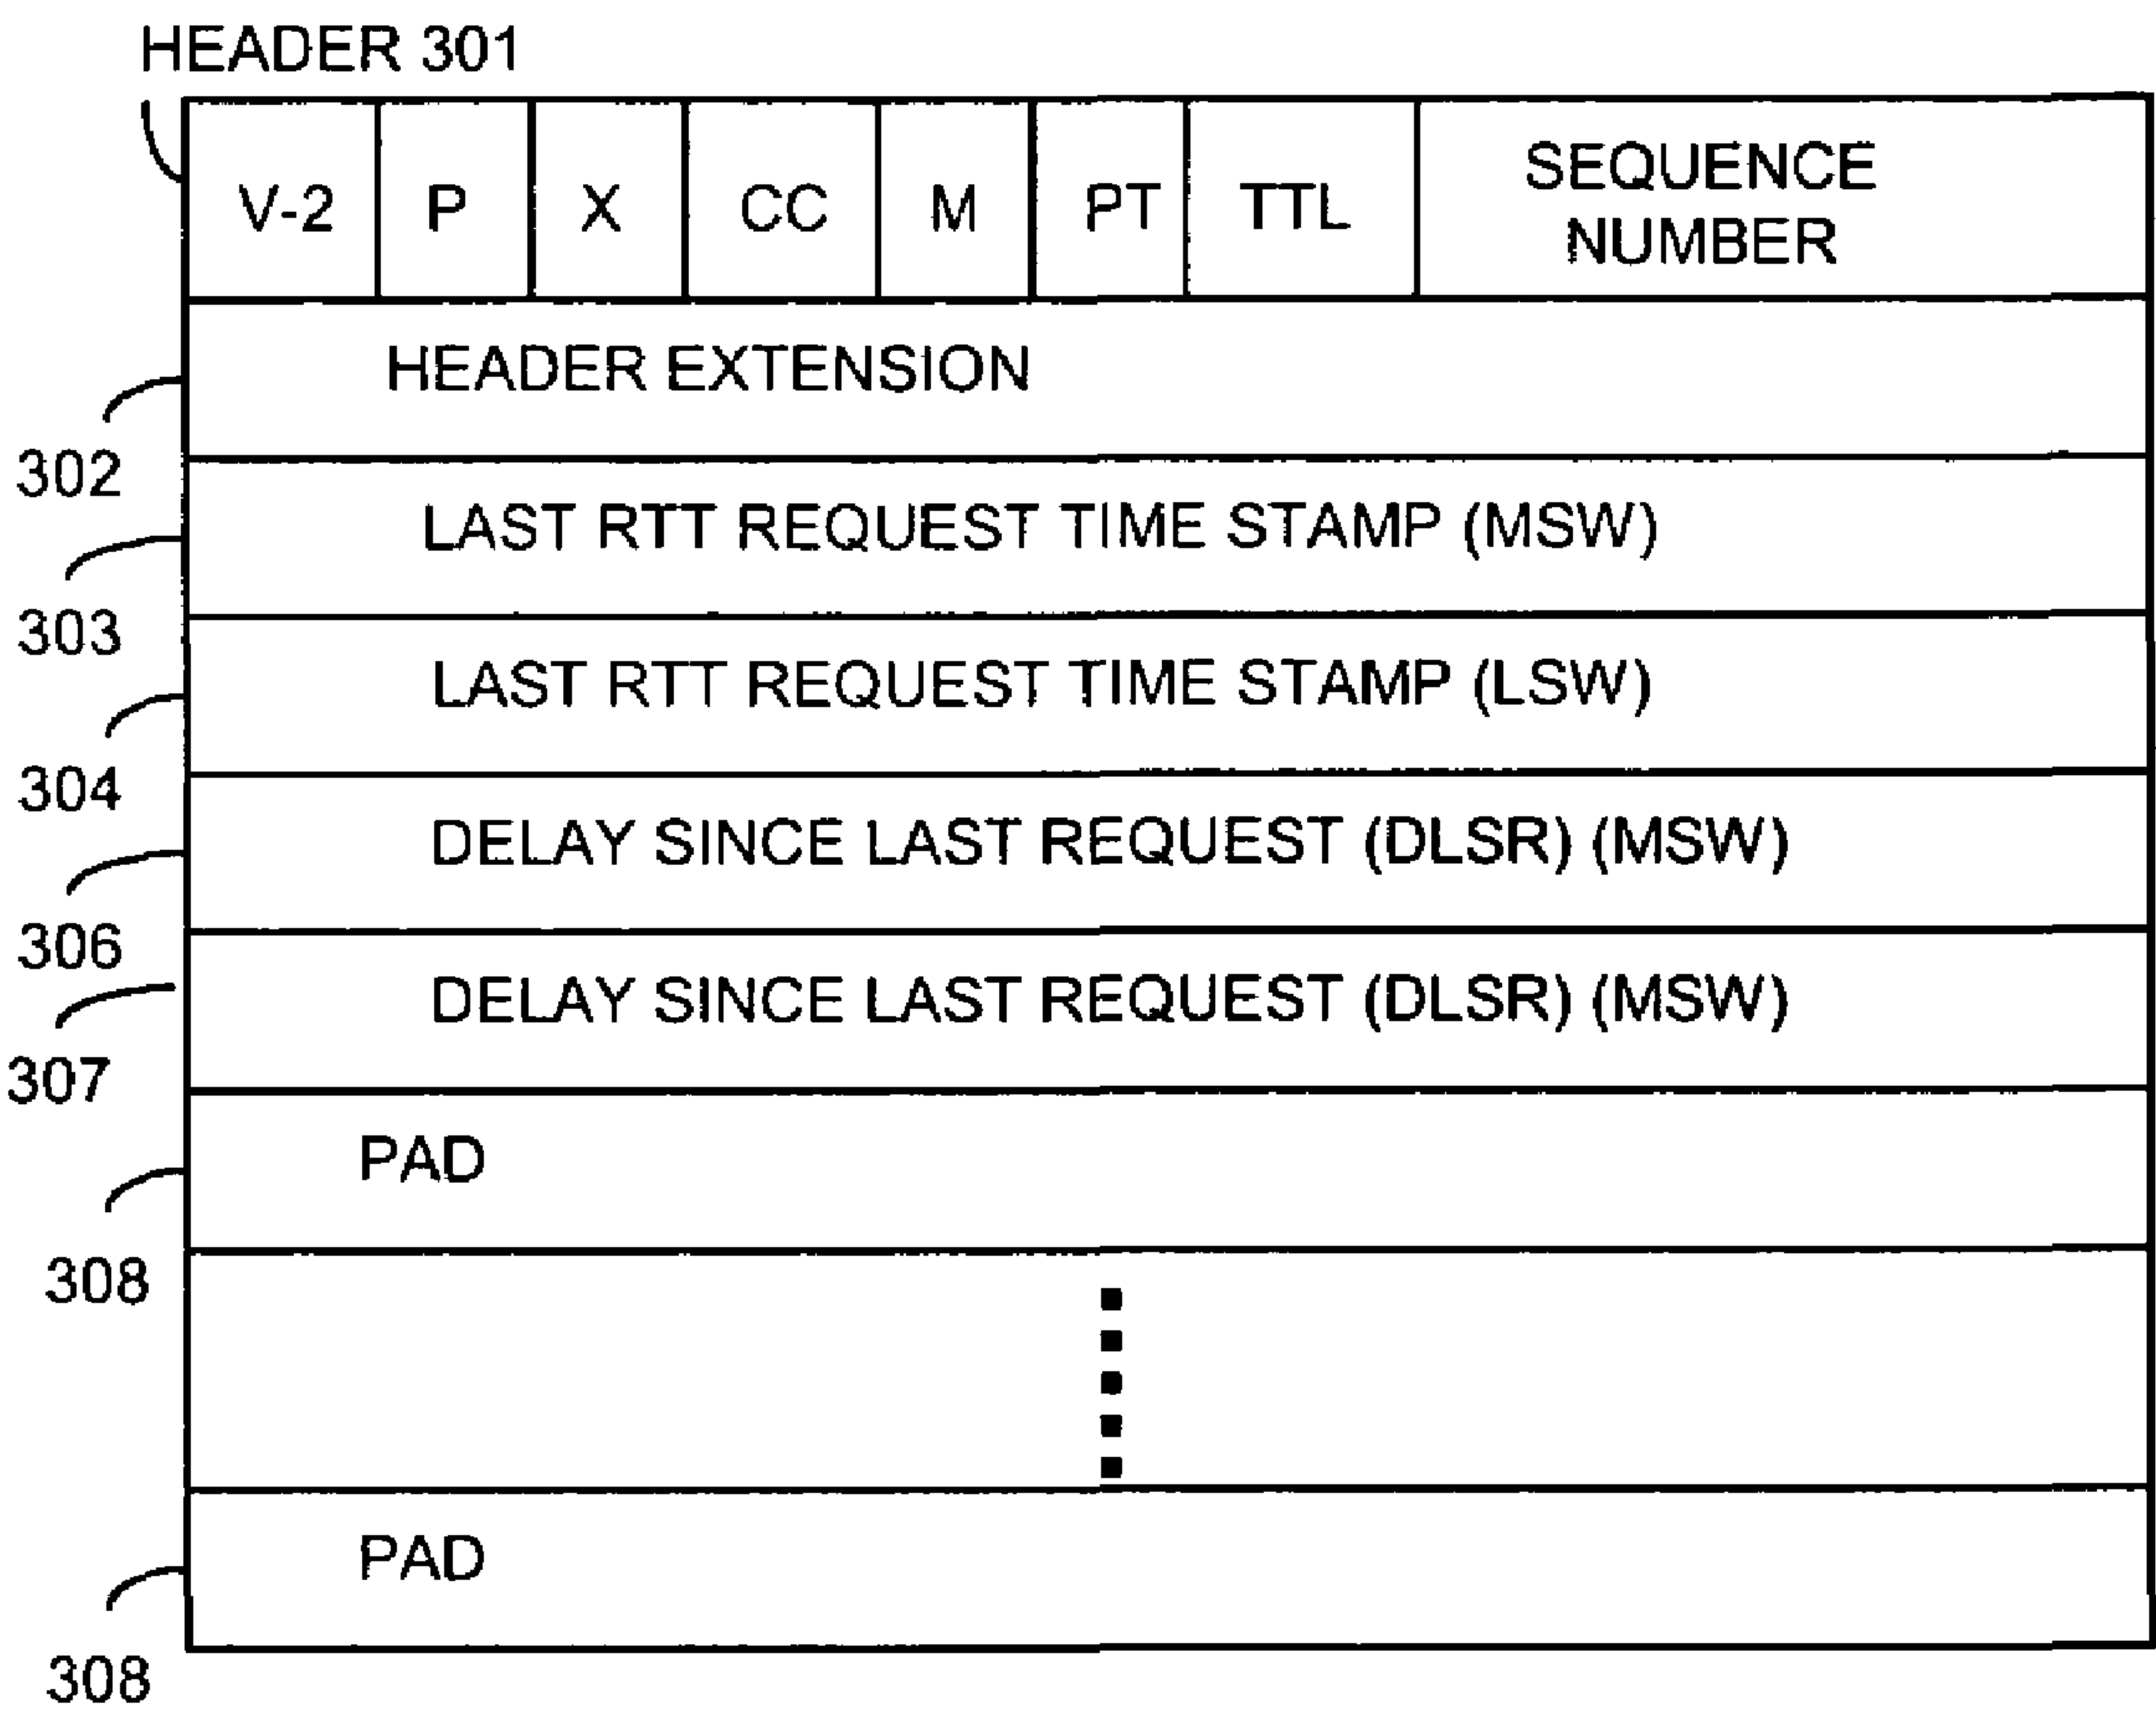 HEADER 301
V-2 P X CC M PT TTL SEQUENCE NUMBER
HEADER EXTENSION
302
LAST RTT REQUEST TIME STAMP (MSW)
303
LAST RTT REQUEST TIME STAMP (LSW)
304
DELAY SINCE LAST REQUEST (DLSR) (MSW)
306
DELAY SINCE LAST REQUEST (DLSR) (MSW)
307
PAD
308
PAD
308